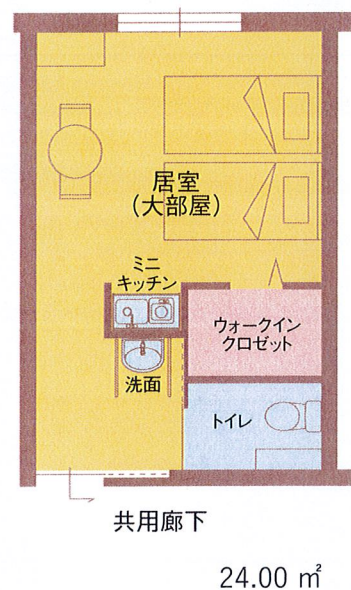 居室
（大部屋）
ミニ
キッチン
ウォークイン
クロゼット
洗面
トイレ
共用廊下
24.00 ㎡